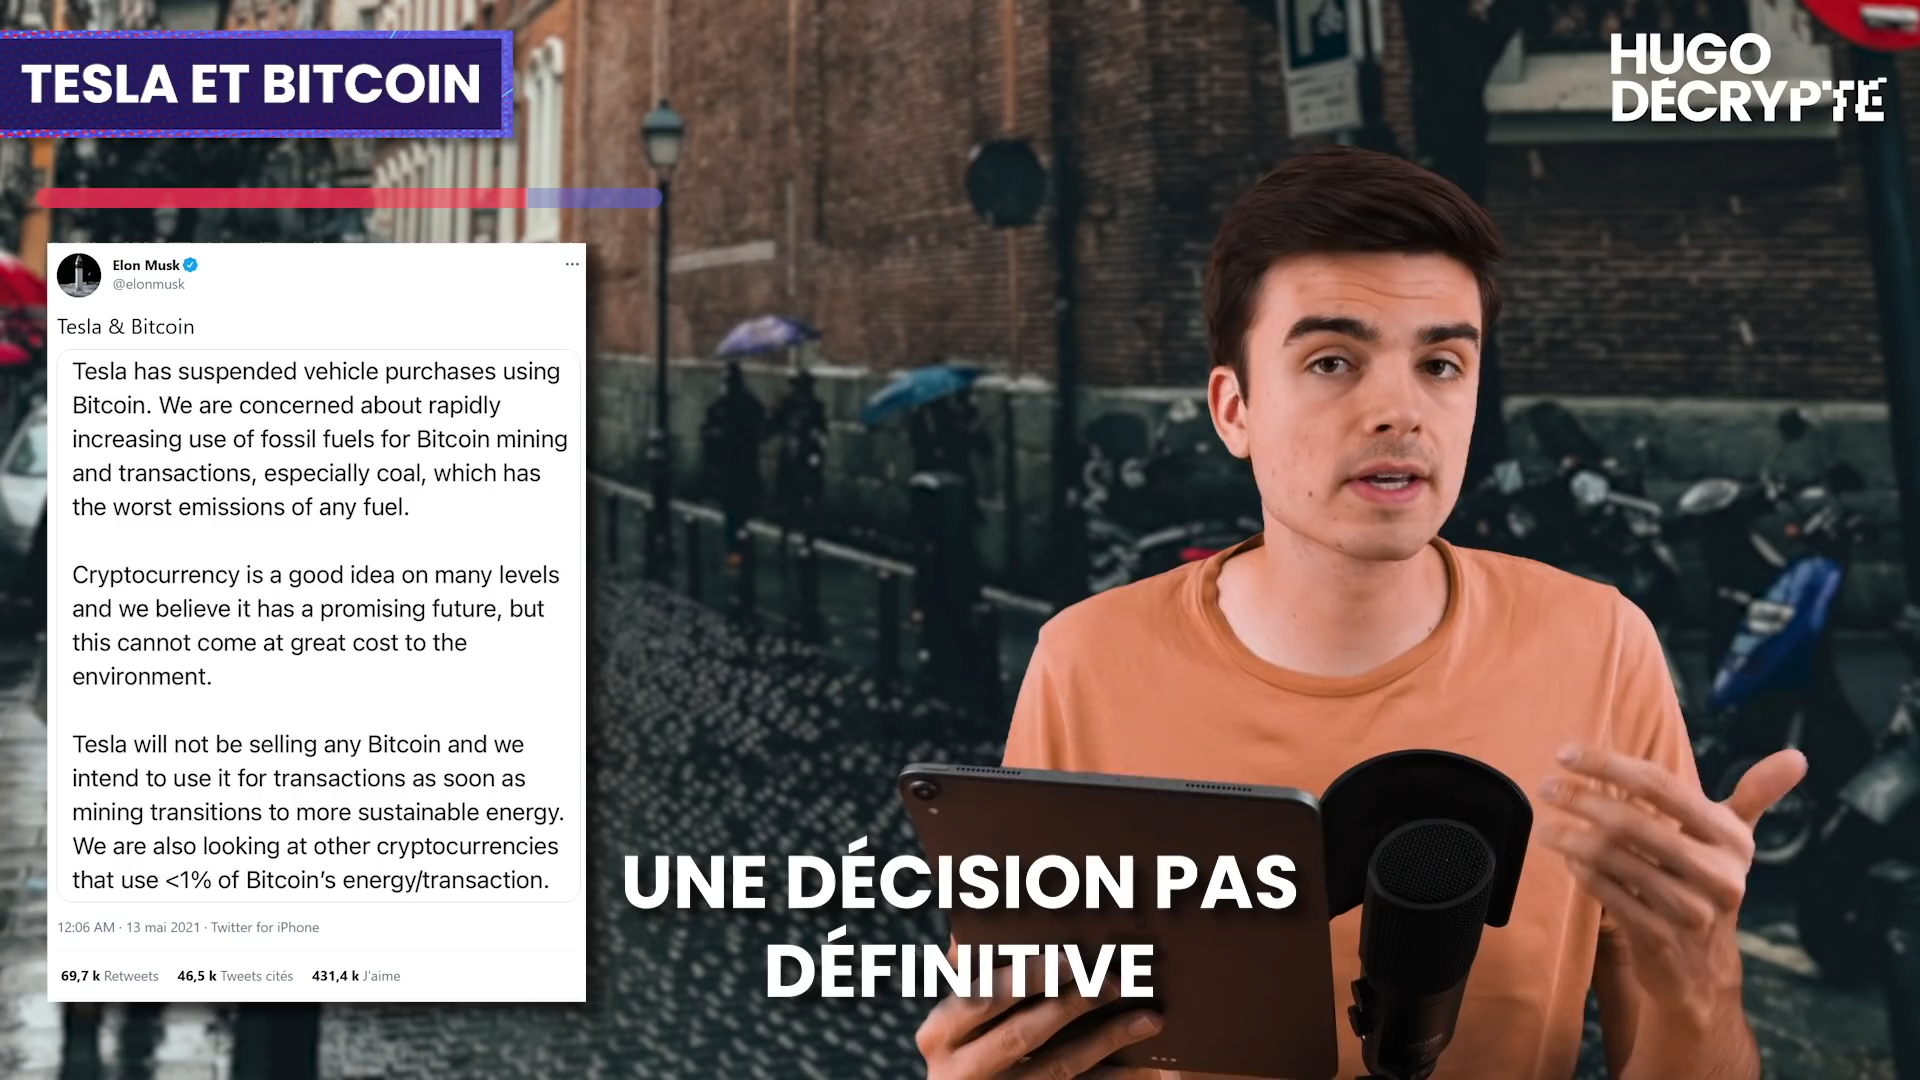 TESLA ET BITCOIN
HUGO
DÉCRYPTE
Elon Musk
@elonmusk
Tesla & Bitcoin
Tesla has suspended vehicle purchases using
Bitcoin. We are concerned about rapidly
increasing use of fossil fuels for Bitcoin mining
and transactions, especially coal, which has
the worst emissions of any fuel.
Cryptocurrency is a good idea on many levels
and we believe it has a promising future, but
this cannot come at great cost to the
environment.
Tesla will not be selling any Bitcoin and we
intend to use it for transactions as soon as
mining transitions to more sustainable energy.
We are also looking at other cryptocurrencies
that use <1% of Bitcoin’s energy/transaction.
12:06 AM · 13 mai 2021 · Twitter for iPhone
69,7 k Retweets 46,5 k Tweets cités 431,4 k J'aime
UNE DÉCISION PAS
DÉFINITIVE